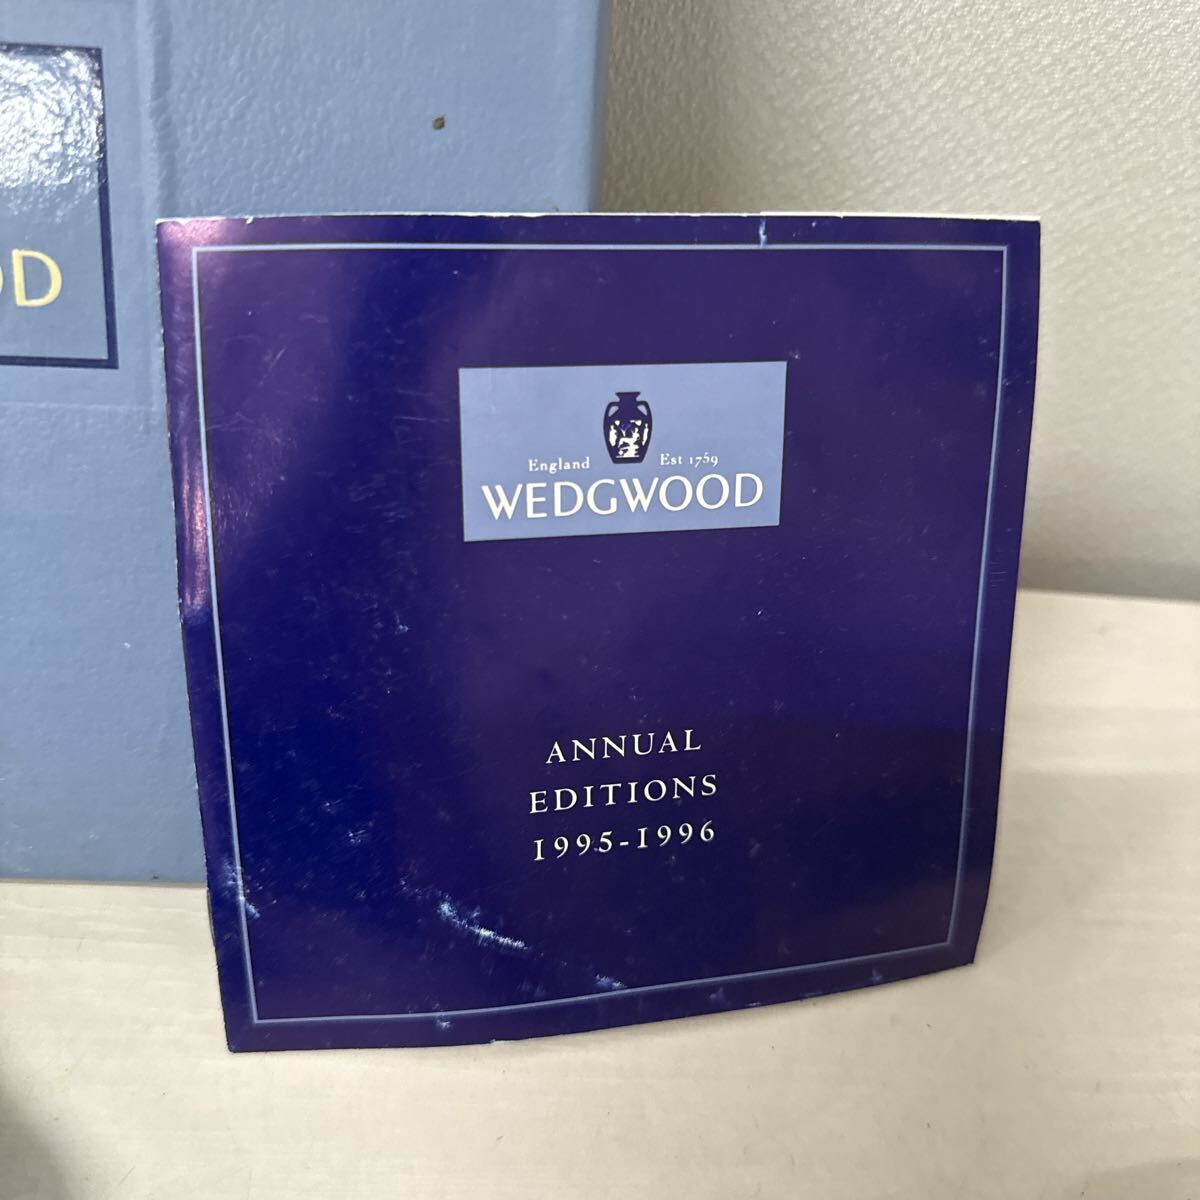 England Est 1759
WEDGWOOD
ANNUAL
EDITIONS
1995-1996
OD